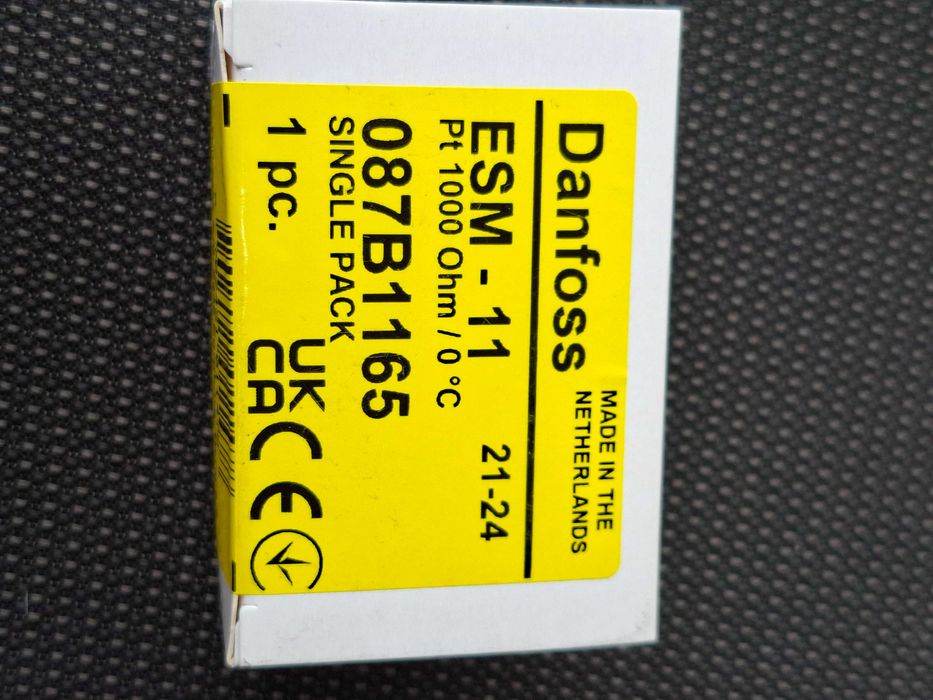 Danfoss
MADE IN THE
NETHERLANDS
ESM - 11
21-24
Pt 1000 Ohm / 0 °C
087B1165
SINGLE PACK
1 pc.
UK
CA
CE